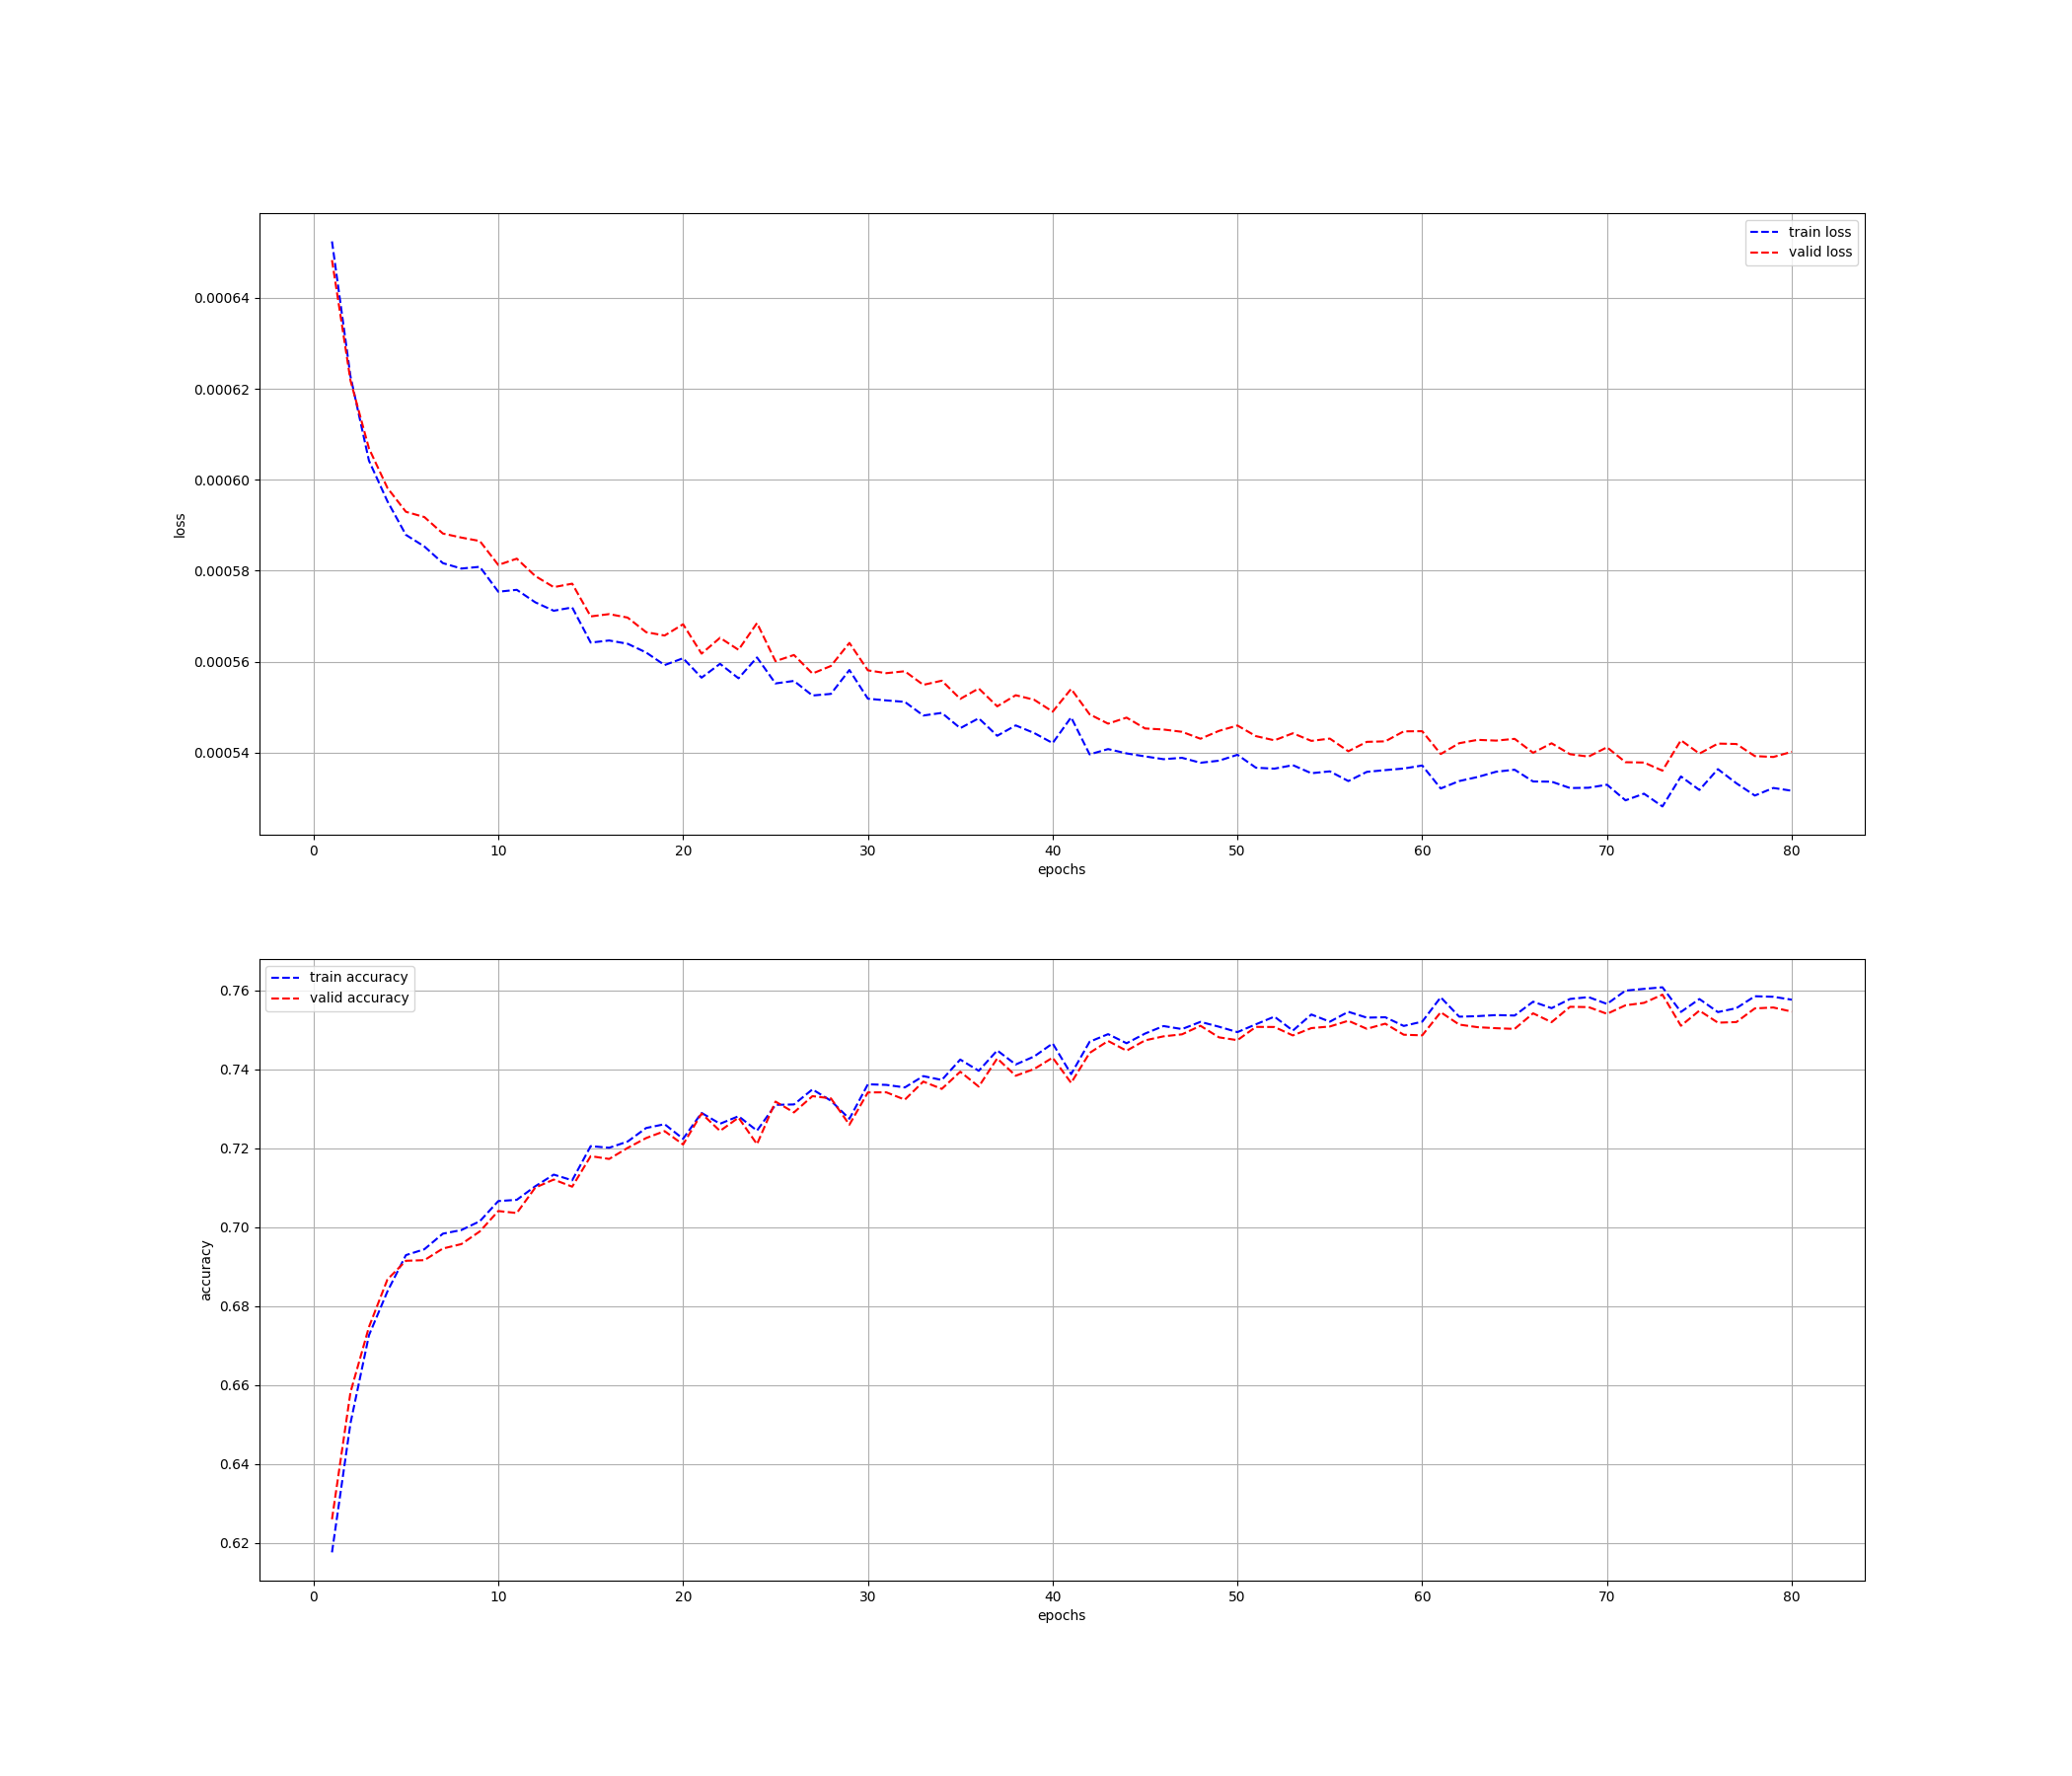 train loss
valid loss
0.00064
0.00062
0.00060
0.00058
0.00056
0.00054
loss
0 10 20 30 40 50 60 70 80
epochs
train accuracy
valid accuracy
0.76
0.74
0.72
0.70
0.68
0.66
0.64
0.62
accuracy
0 10 20 30 40 50 60 70 80
epochs